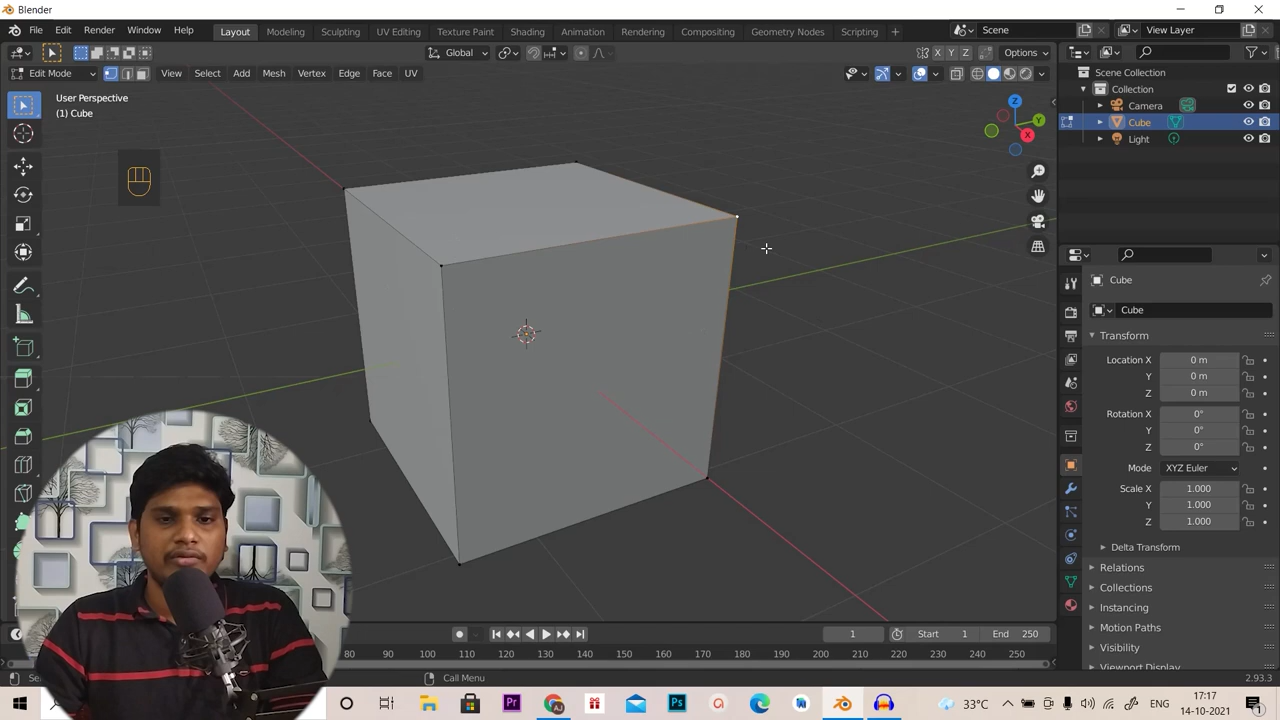 Blender
File Edit Render Window Help
Layout Modeling Sculpting UV Editing Texture Paint Shading Animation Rendering Compositing Geometry Nodes Scripting +
Scene
View Layer
Global
X Y Z
Options
Edit Mode View Select Add Mesh Vertex Edge Face UV
User Perspective
(1) Cube
Z
Y
X
Scene Collection
Collection
Camera
Cube
Light
Cube
Cube
Transform
Location X 0 m
Y 0 m
Z 0 m
Rotation X 0°
Y 0°
Z 0°
Mode XYZ Euler
Scale X 1.000
Y 1.000
Z 1.000
Delta Transform
Relations
Collections
Instancing
Motion Paths
Visibility
Viewport Display
1 Start 1 End 250
80 90 100 110 120 130 140 150 160 170 180 190 200 210 220 230 240 250
Call Menu
2.93.3
Pr
Ps
33°C
ENG
17:17
14-10-2021
1